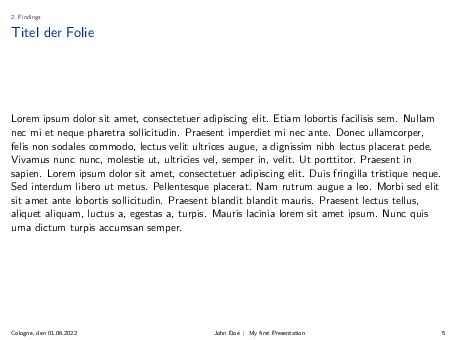 2. Findings
Titel der Folie
Lorem ipsum dolor sit amet, consectetuer adipiscing elit. Etiam lobortis facilisis sem. Nullam
nec mi et neque pharetra sollicitudin. Praesent imperdiet mi nec ante. Donec ullamcorper,
felis non sodales commodo, lectus velit ultrices augue, a dignissim nibh lectus placerat pede.
Vivamus nunc nunc, molestie ut, ultricies vel, semper in, velit. Ut porttitor. Praesent in
sapien. Lorem ipsum dolor sit amet, consectetuer adipiscing elit. Duis fringilla tristique neque.
Sed interdum libero ut metus. Pellentesque placerat. Nam rutrum augue a leo. Morbi sed elit
sit amet ante lobortis sollicitudin. Praesent blandit blandit mauris. Praesent lectus tellus,
aliquet aliquam, luctus a, egestas a, turpis. Mauris lacinia lorem sit amet ipsum. Nunc quis
urna dictum turpis accumsan semper.
Cologne, den 01.06.2022 John Doe | My first Presentation 5